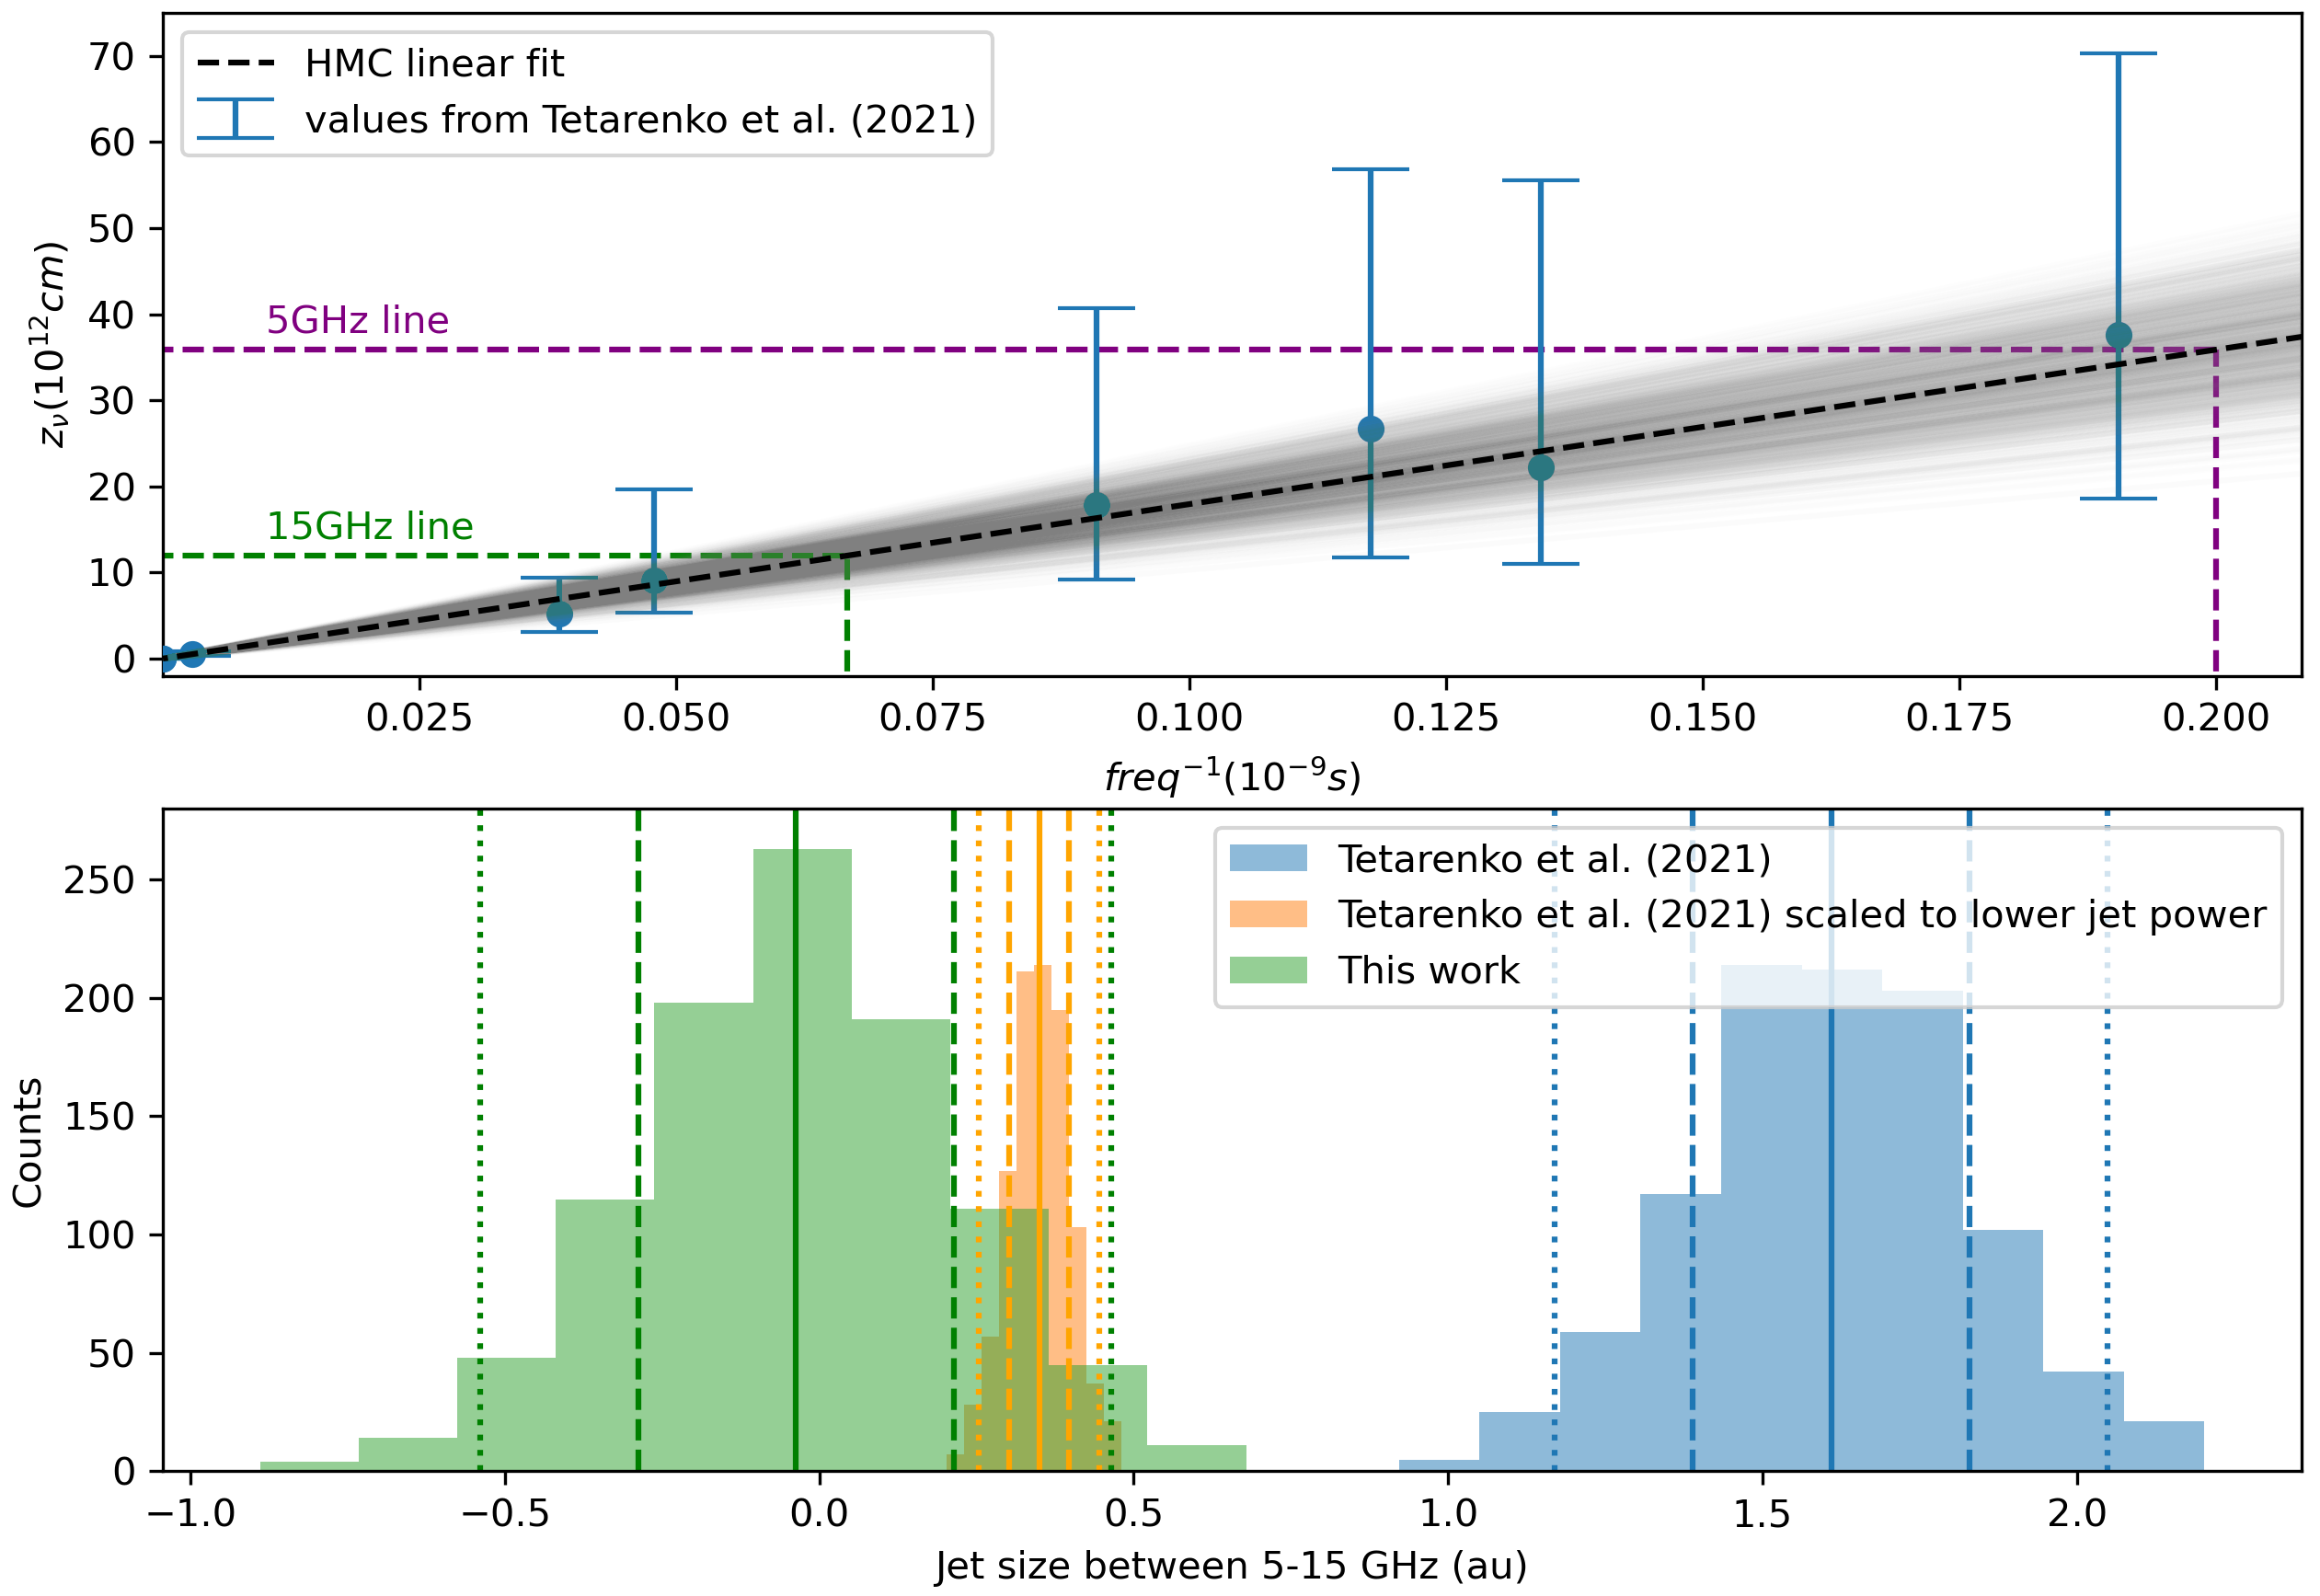 70
60
50
40
30
20
10
0
z_ν(10^12 cm)
HMC linear fit
values from Tetarenko et al. (2021)
5GHz line
15GHz line
0.025 0.050 0.075 0.100 0.125 0.150 0.175 0.200
freq^−1(10^−9 s)
250
200
150
100
50
0
Counts
Tetarenko et al. (2021)
Tetarenko et al. (2021) scaled to lower jet power
This work
−1.0 −0.5 0.0 0.5 1.0 1.5 2.0
Jet size between 5-15 GHz (au)